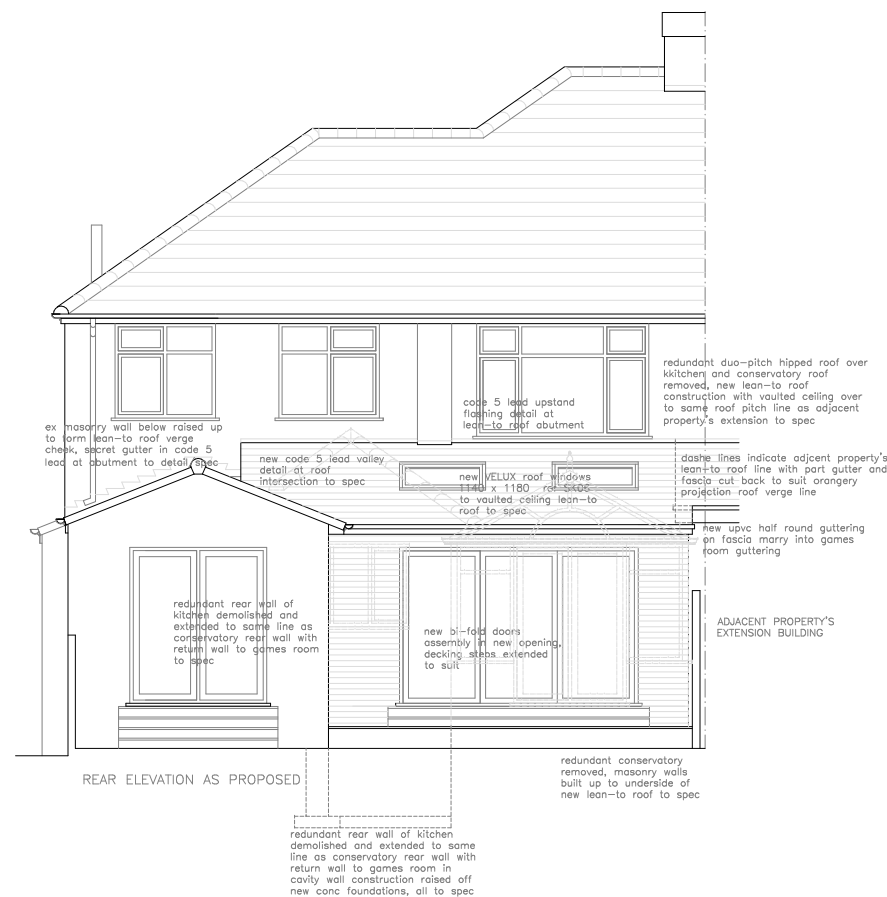 redundant duo-pitch hipped roof over
kkitchen and conservatory roof
removed, new lean-to roof
construction with vaulted ceiling over
to same roof pitch line as adjacent
property's extension to spec
code 5 lead upstand
flashing detail at
lean-to roof abutment
ex masonry wall below raised up
to form lean-to roof verge
cheek, secret gutter in code 5
lead at abutment to detail spec
new code 5 lead valley
detail at roof
intersection to spec
new VELUX roof windows
1140 x 1180 ref SK06
to vaulted ceiling lean-to
roof to spec
dashe lines indicate adjcent property's
lean-to roof line with part gutter and
fascia cut back to suit orangery
projection roof verge line
new upvc half round guttering
on fascia marry into games
room guttering
redundant rear wall of
kitchen demolished and
extended to same line as
conservatory rear wall with
return wall to games room
to spec
new bi-fold doors
assembly in new opening,
decking steps extended
to suit
ADJACENT PROPERTY'S
EXTENSION BUILDING
redundant conservatory
removed, masonry walls
built up to underside of
new lean-to roof to spec
REAR ELEVATION AS PROPOSED
redundant rear wall of kitchen
demolished and extended to same
line as conservatory rear wall with
return wall to games room in
cavity wall construction raised off
new conc foundations, all to spec